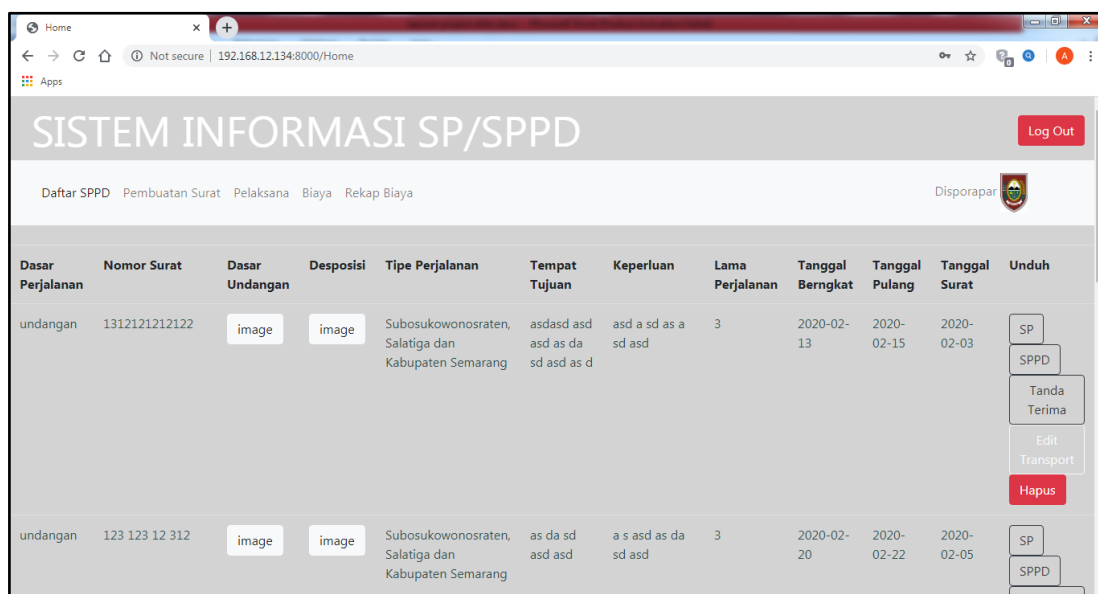 Home
Not secure | 192.168.12.134:8000/Home
Apps
SISTEM INFORMASI SP/SPPD
Log Out
Daftar SPPD Pembuatan Surat Pelaksana Biaya Rekap Biaya
Disporapar
Dasar Perjalanan
Nomor Surat
Dasar Undangan
Desposisi
Tipe Perjalanan
Tempat Tujuan
Keperluan
Lama Perjalanan
Tanggal Berngkat
Tanggal Pulang
Tanggal Surat
Unduh
undangan
1312121212122
image
image
Subosukowonosraten,
Salatiga dan
Kabupaten Semarang
asdasd asd
asd as da
sd asd as d
asd a sd as a
sd asd
3
2020-02-
13
2020-
02-15
2020-
02-03
SP
SPPD
Tanda
Terima
Edit
Transport
Hapus
undangan
123 123 12 312
image
image
Subosukowonosraten,
Salatiga dan
Kabupaten Semarang
as da sd
asd asd
a s asd as da
sd asd
3
2020-02-
20
2020-
02-22
2020-
02-05
SP
SPPD